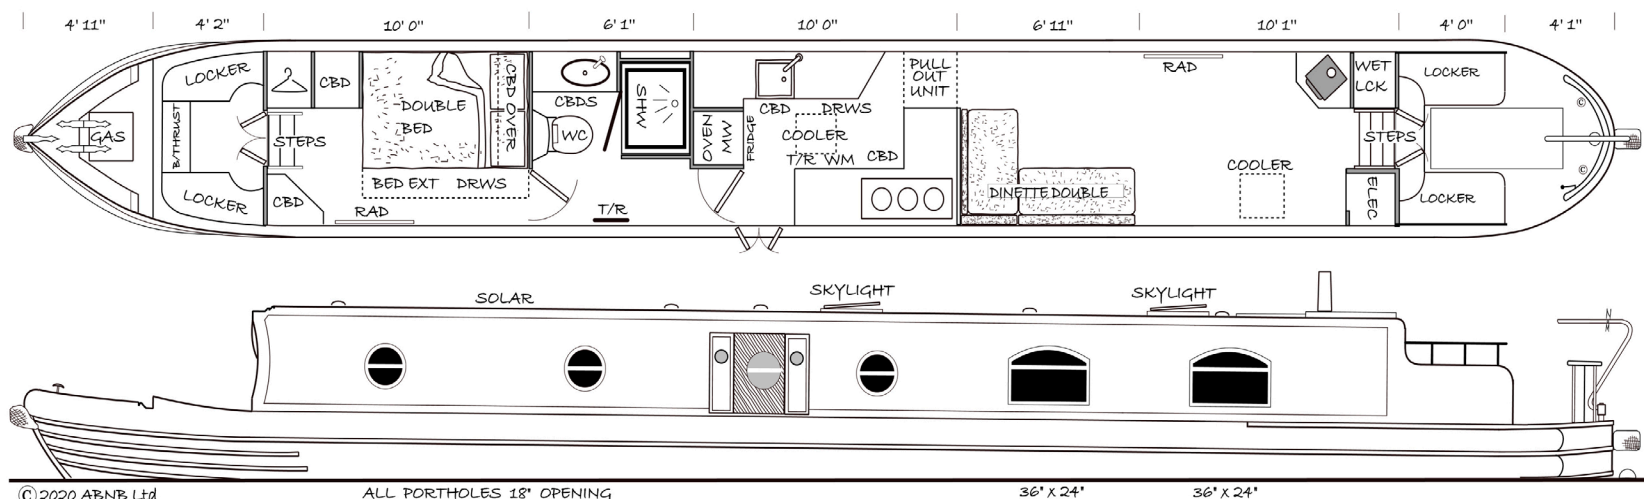 4' 11" 4' 2" 10' 0" 6' 1" 10' 0" 6' 11" 10' 1" 4' 0" 4' 1"
LOCKER
CBD
GAS
B/THRUST
STEPS
LOCKER
CBD
DOUBLE
BED
CBD OVER
BED EXT DRWS
RAD
CBDS
WC
SHW
T/R
OVEN
MW
FRIDGE
CBD DRWS
COOLER
T/R WM
CBD
PULL
OUT
UNIT
DINETTE DOUBLE
RAD
COOLER
WET
LCK
STEPS
ELEC
LOCKER
LOCKER
©
©
SOLAR
SKYLIGHT
SKYLIGHT
© 2020 ABNB Ltd
ALL PORTHOLES 18" OPENING
36" X 24"
36" X 24"